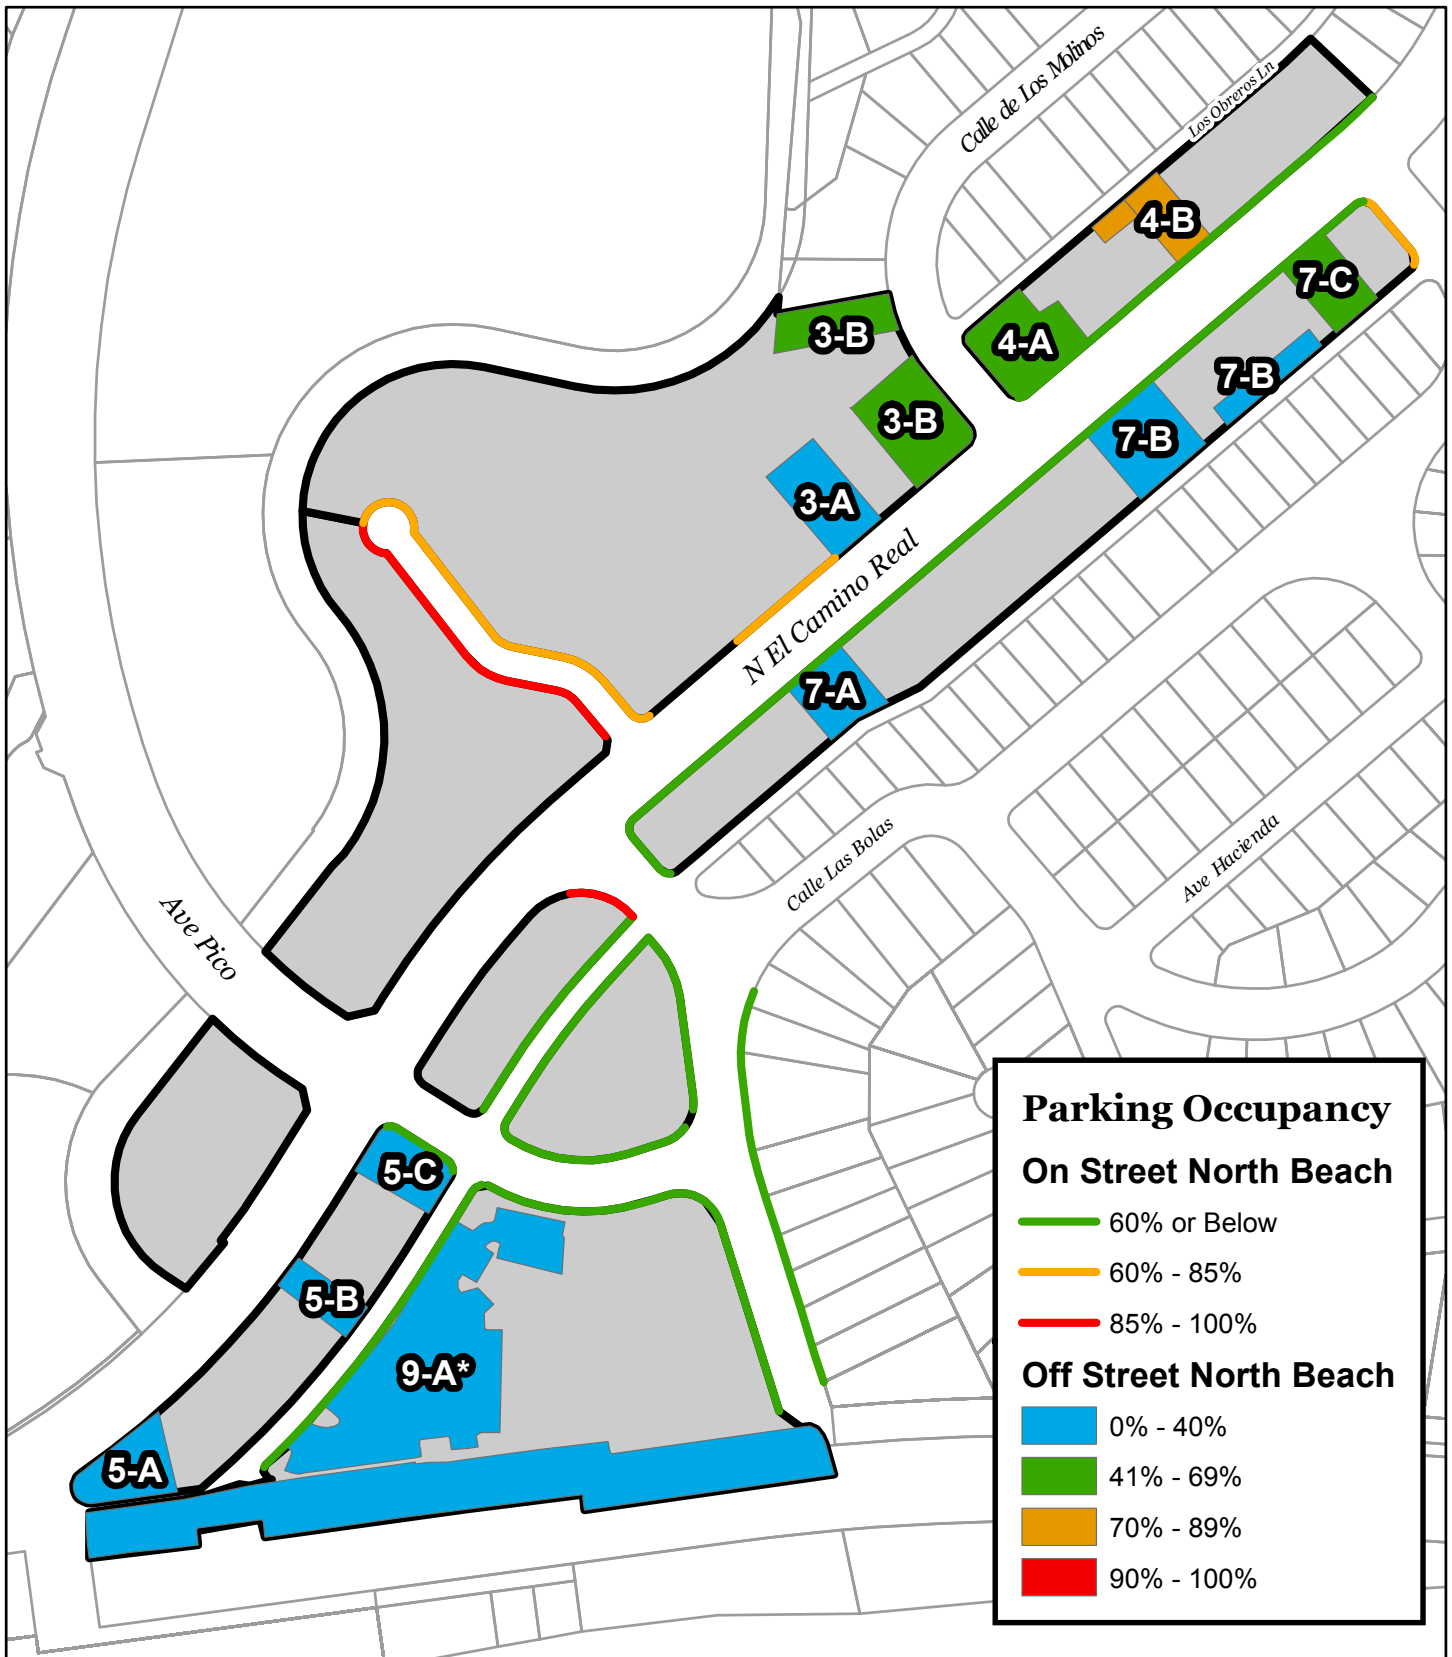 Calle de Los Molinos
Los Obreros Ln
4-B
7-C
3-B
4-A
7-B
3-B
7-B
3-A
N El Camino Real
7-A
Calle Las Bolas
Ave Hacienda
Ave Pico
5-C
5-B
9-A*
5-A
Parking Occupancy
On Street North Beach
60% or Below
60% - 85%
85% - 100%
Off Street North Beach
0% - 40%
41% - 69%
70% - 89%
90% - 100%